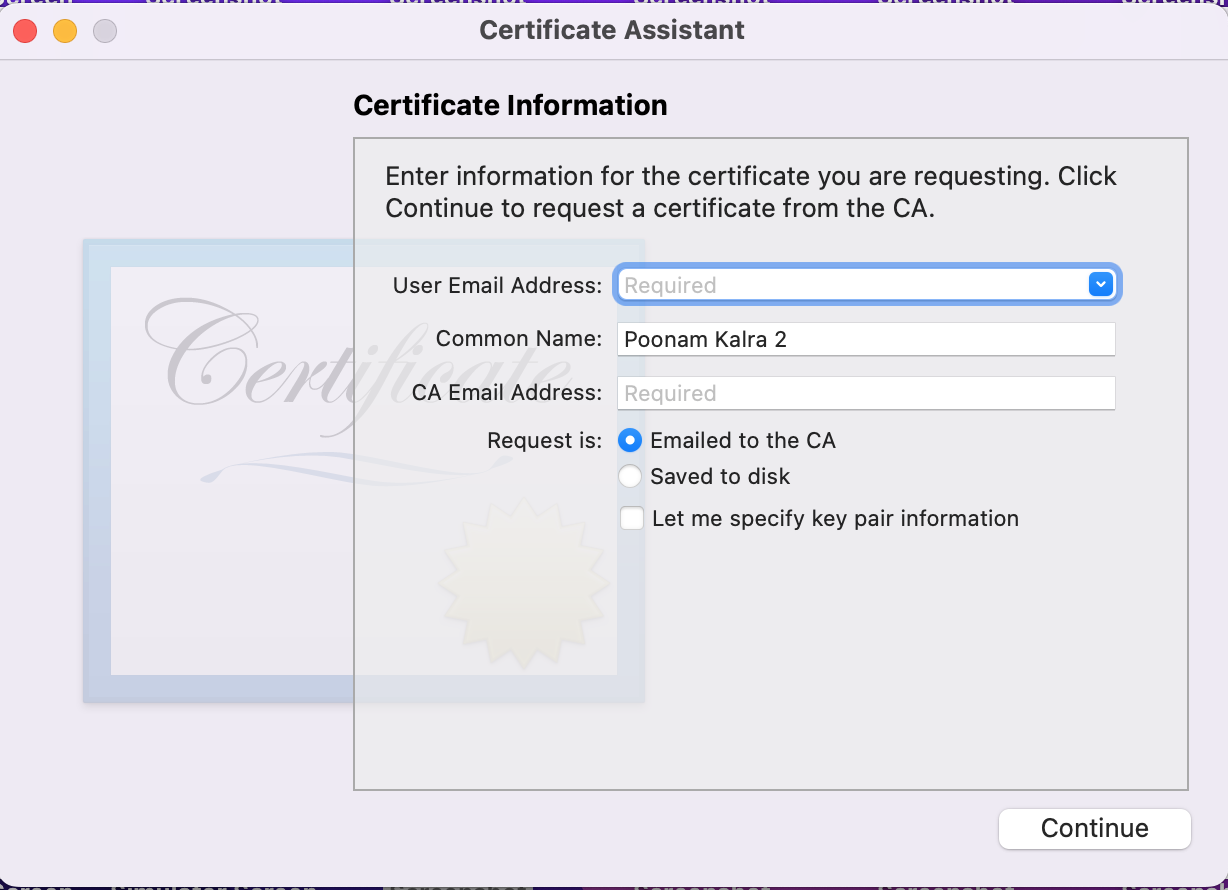 Certificate Assistant
Certificate Information
Enter information for the certificate you are requesting. Click
Continue to request a certificate from the CA.
User Email Address: Required
Common Name: Poonam Kalra 2
Certificate
CA Email Address: Required
Request is: Emailed to the CA
Saved to disk
Let me specify key pair information
Continue